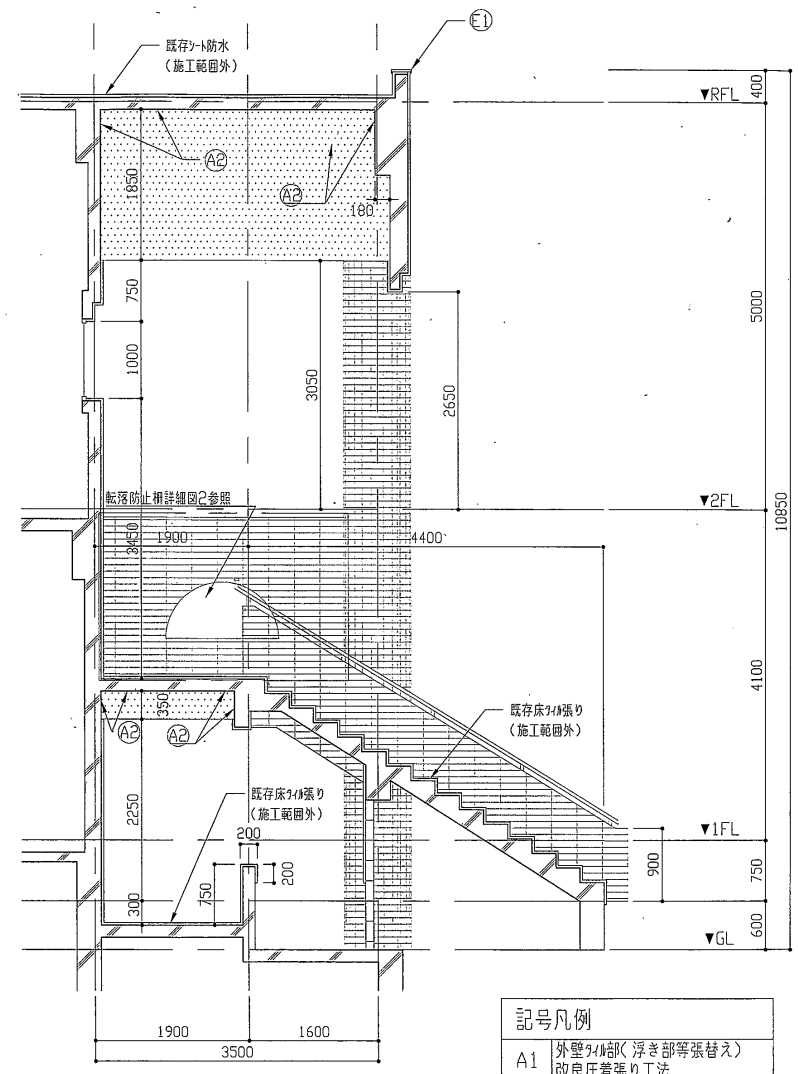 E1
既存シート防水
(施工範囲外)
▼RFL
400
A2
A2
1850
180
750
1000
3050
2650
5000
転落防止柵詳細図2参照
▼2FL
10850
1900
4400
3450
350
A2
A2
4100
既存床タイル張り
(施工範囲外)
既存床タイル張り
(施工範囲外)
2250
200
▼1FL
750
200
900
750
300
▼GL
600
1900
1600
3500
記号凡例
A1
外壁タイル部(浮き部等張替え)
改良圧着張り工法